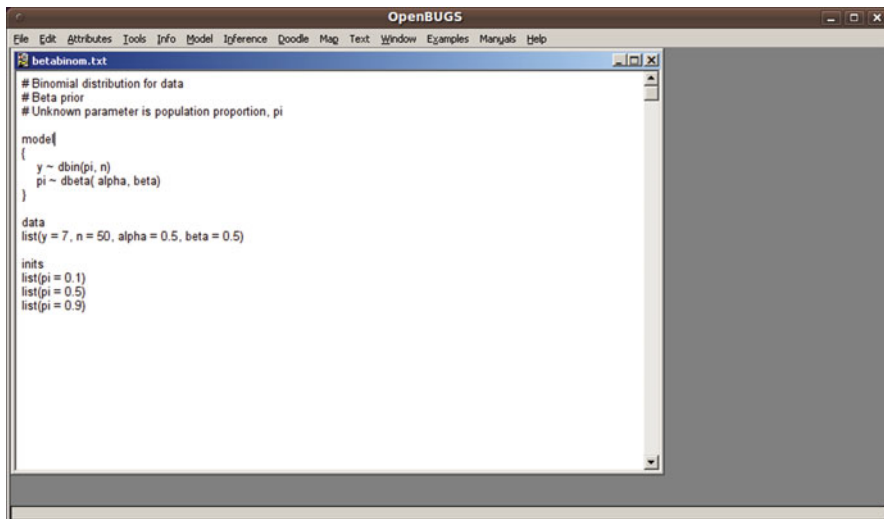 OpenBUGS
File Edit Attributes Tools Info Model Inference Doodle Map Text Window Examples Manuals Help
betabinom.txt
# Binomial distribution for data
# Beta prior
# Unknown parameter is population proportion, pi
model
{
y ~ dbin(pi, n)
pi ~ dbeta( alpha, beta)
}
data
list(y = 7, n = 50, alpha = 0.5, beta = 0.5)
inits
list(pi = 0.1)
list(pi = 0.5)
list(pi = 0.9)